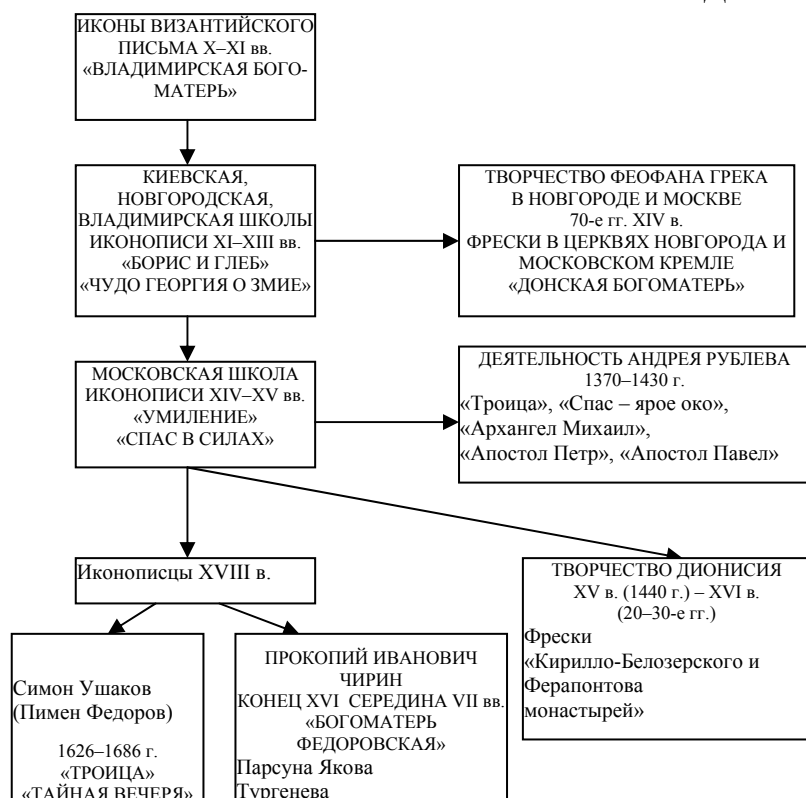 ИКОНЫ ВИЗАНТИЙСКОГО
ПИСЬМА X–XI вв.
«ВЛАДИМИРСКАЯ БОГО-
МАТЕРЬ»
КИЕВСКАЯ,
НОВГОРОДСКАЯ,
ВЛАДИМИРСКАЯ ШКОЛЫ
ИКОНОПИСИ XI–XIII вв.
«БОРИС И ГЛЕБ»
«ЧУДО ГЕОРГИЯ О ЗМИЕ»
ТВОРЧЕСТВО ФЕОФАНА ГРЕКА
В НОВГОРОДЕ И МОСКВЕ
70-е гг. XIV в.
ФРЕСКИ В ЦЕРКВЯХ НОВГОРОДА И
МОСКОВСКОМ КРЕМЛЕ
«ДОНСКАЯ БОГОМАТЕРЬ»
МОСКОВСКАЯ ШКОЛА
ИКОНОПИСИ XIV–XV вв.
«УМИЛЕНИЕ»
«СПАС В СИЛАХ»
ДЕЯТЕЛЬНОСТЬ АНДРЕЯ РУБЛЕВА
1370–1430 г.
«Троица», «Спас – ярое око»,
«Архангел Михаил»,
«Апостол Петр», «Апостол Павел»
Иконописцы XVIII в.
ТВОРЧЕСТВО ДИОНИСИЯ
XV в. (1440 г.) – XVI в.
(20–30-е гг.)
Фрески
«Кирилло-Белозерского и
Ферапонтова
монастырей»
Симон Ушаков
(Пимен Федоров)
1626–1686 г.
«ТРОИЦА»
«ТАЙНАЯ ВЕЧЕРЯ»
ПРОКОПИЙ ИВАНОВИЧ
ЧИРИН
КОНЕЦ XVI СЕРЕДИНА VII вв.
«БОГОМАТЕРЬ
ФЕДОРОВСКАЯ»
Парсуна Якова
Тургенева